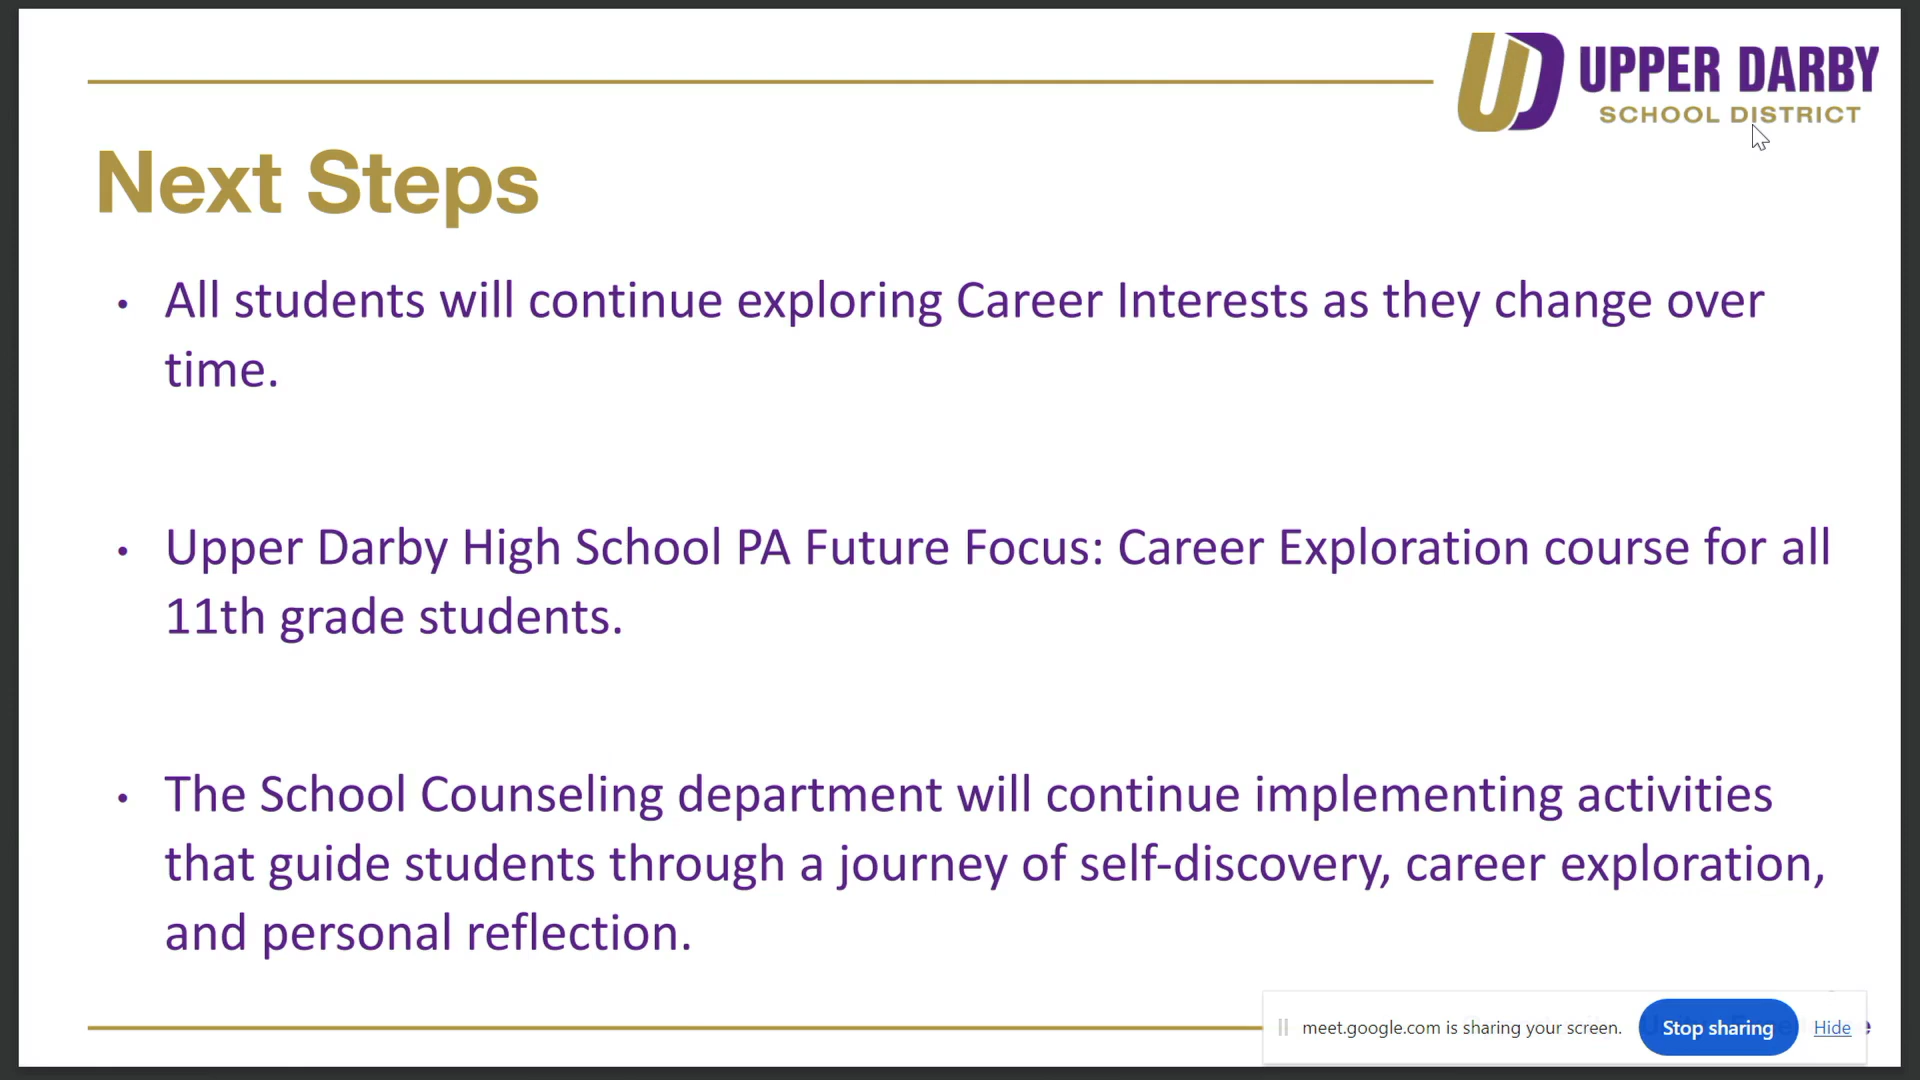 UPPER DARBY
SCHOOL DISTRICT
Next Steps
• All students will continue exploring Career Interests as they change over
time.
• Upper Darby High School PA Future Focus: Career Exploration course for all
11th grade students.
• The School Counseling department will continue implementing activities
that guide students through a journey of self-discovery, career exploration,
and personal reflection.
meet.google.com is sharing your screen. Stop sharing Hide